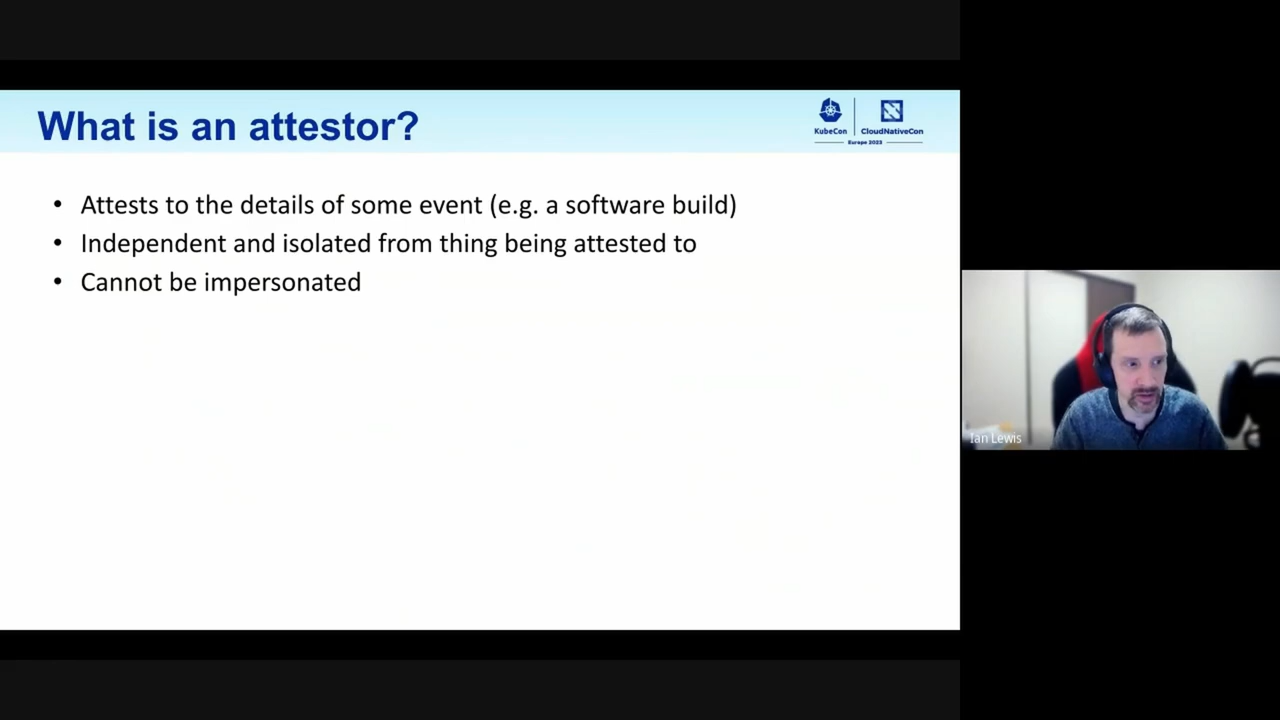 What is an attestor?
KubeCon
CloudNativeCon
Europe 2023
• Attests to the details of some event (e.g. a software build)
• Independent and isolated from thing being attested to
• Cannot be impersonated
Ian Lewis